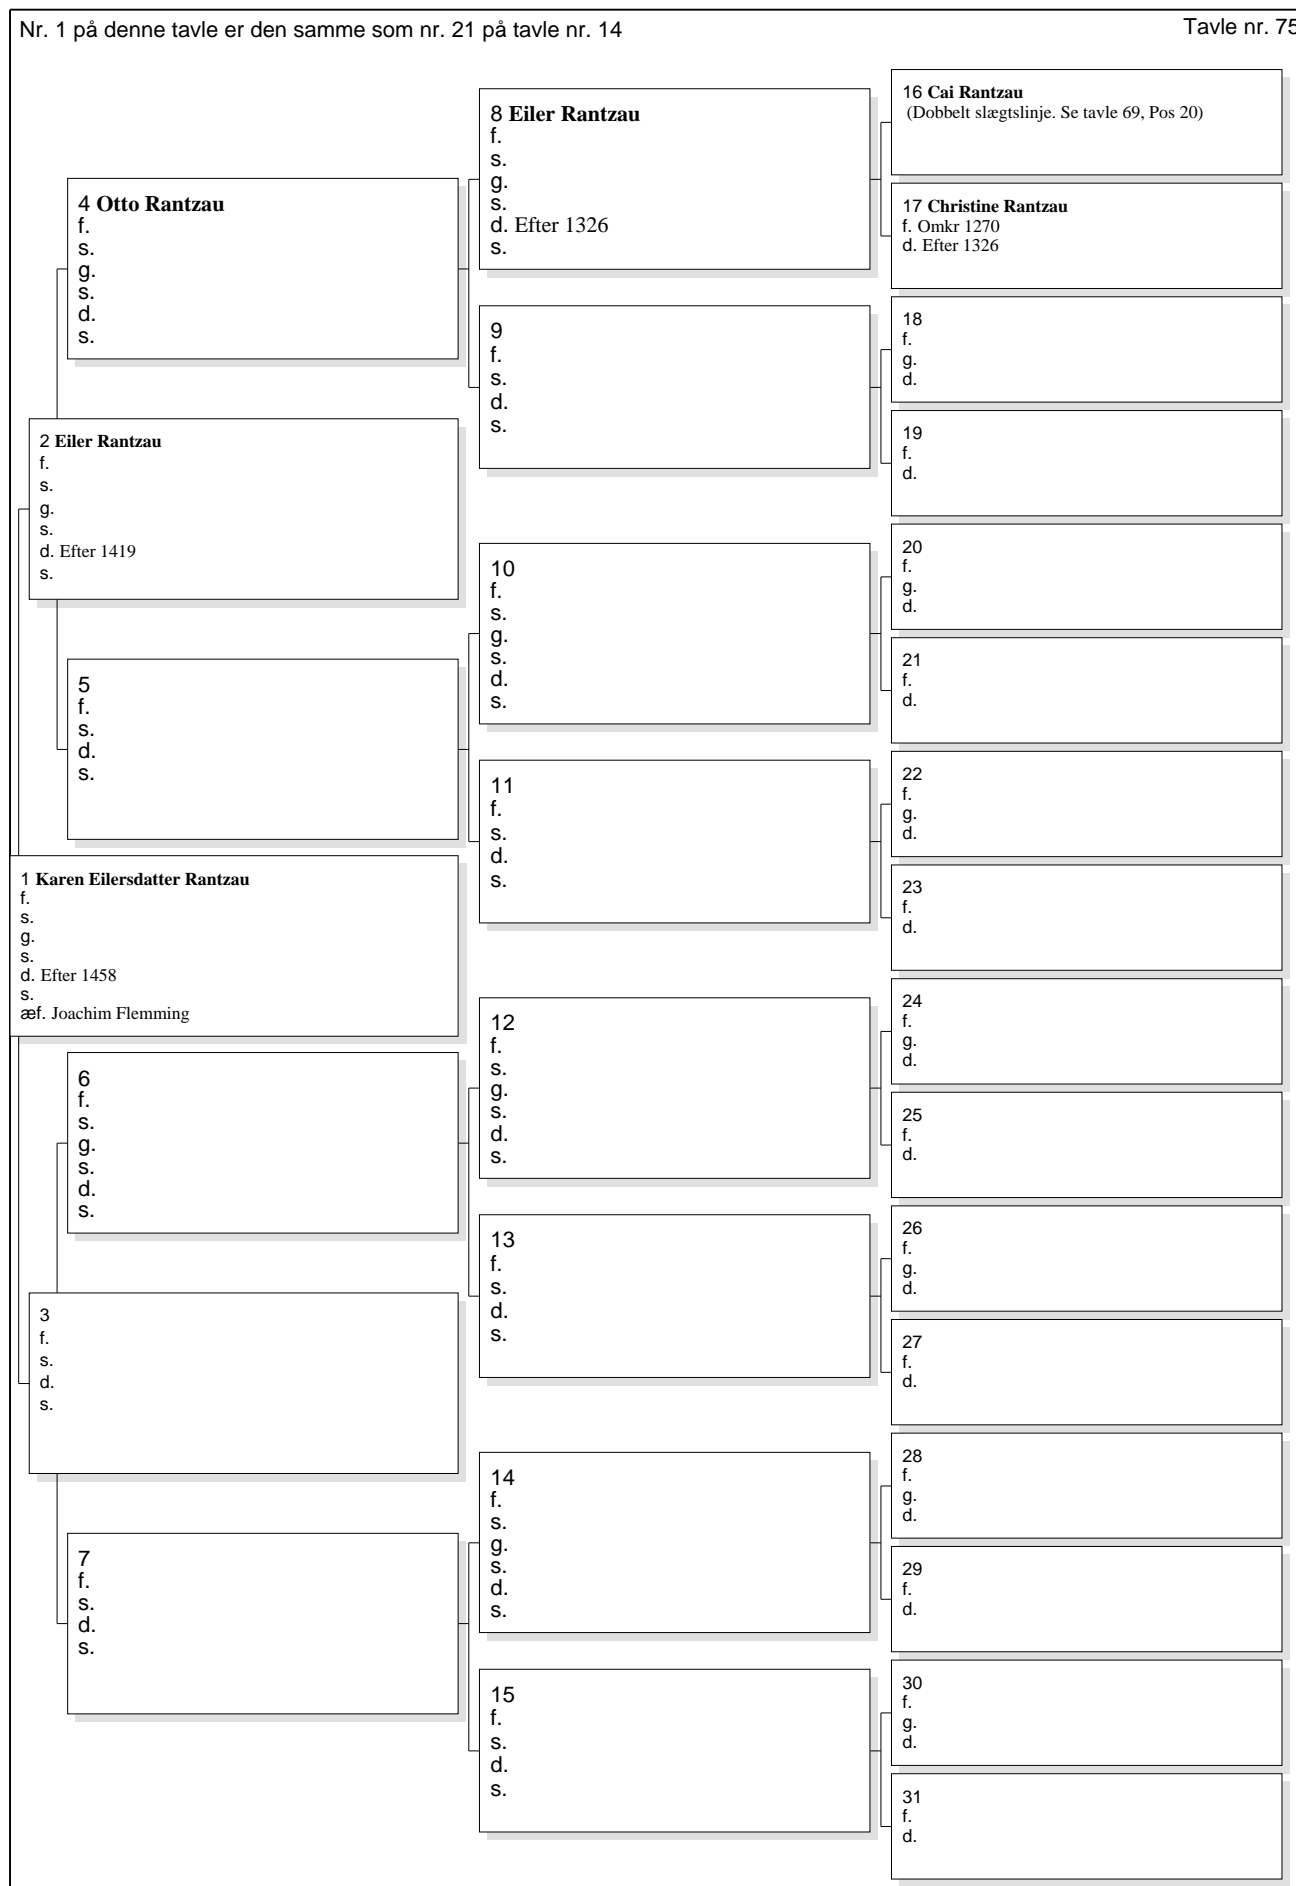 Nr. 1 på denne tavle er den samme som nr. 21 på tavle nr. 14
Tavle nr. 75
16 Cai Rantzau
(Dobbelt slægtslinje. Se tavle 69, Pos 20)
8 Eiler Rantzau
f.
s.
g.
s.
d. Efter 1326
s.
4 Otto Rantzau
f.
s.
g.
s.
d.
s.
17 Christine Rantzau
f. Omkr 1270
d. Efter 1326
18
f.
g.
d.
9
f.
s.
d.
s.
19
f.
d.
2 Eiler Rantzau
f.
s.
g.
s.
d. Efter 1419
s.
20
f.
g.
d.
10
f.
s.
g.
s.
d.
s.
21
f.
d.
5
f.
s.
d.
s.
22
f.
g.
d.
11
f.
s.
d.
s.
23
f.
d.
1 Karen Eilersdatter Rantzau
f.
s.
g.
s.
d. Efter 1458
s.
æf. Joachim Flemming
24
f.
g.
d.
12
f.
s.
g.
s.
d.
s.
25
f.
d.
6
f.
s.
g.
s.
d.
s.
26
f.
g.
d.
13
f.
s.
d.
s.
27
f.
d.
3
f.
s.
d.
s.
28
f.
g.
d.
14
f.
s.
g.
s.
d.
s.
29
f.
d.
7
f.
s.
d.
s.
30
f.
g.
d.
15
f.
s.
d.
s.
31
f.
d.